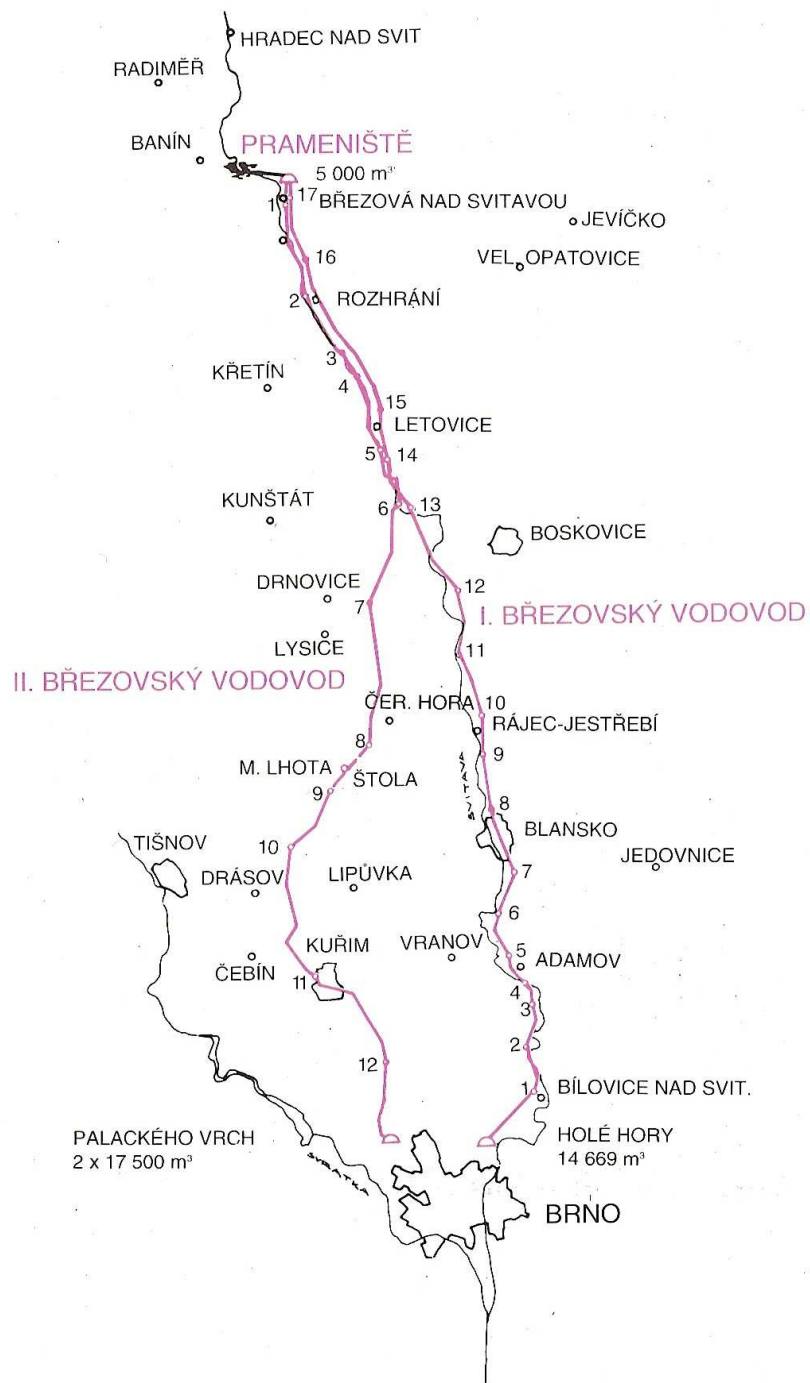 HRADEC NAD SVIT
RADIMĚŘ
BANÍN
PRAMENIŠTĚ
5 000 m³
17
1
BŘEZOVÁ NAD SVITAVOU
JEVÍČKO
16
VEL. OPATOVICE
2
ROZHRÁNÍ
3
4
KŘETÍN
15
LETOVICE
5
14
6
13
KUNŠTÁT
BOSKOVICE
DRNOVICE
12
7
I. BŘEZOVSKÝ VODOVOD
LYSICE
11
II. BŘEZOVSKÝ VODOVOD
ČER. HORA
10
RÁJEC-JESTŘEBÍ
8
9
M. LHOTA
ŠTOLA
SVITAVA
9
8
TIŠNOV
10
BLANSKO
JEDOVNICE
DRÁSOV
LIPŮVKA
7
6
KUŘIM
VRANOV
5
ADAMOV
ČEBÍN
11
4
3
2
12
1
BÍLOVICE NAD SVIT.
PALACKÉHO VRCH
2 x 17 500 m³
HOLÉ HORY
14 669 m³
SVRATKA
BRNO